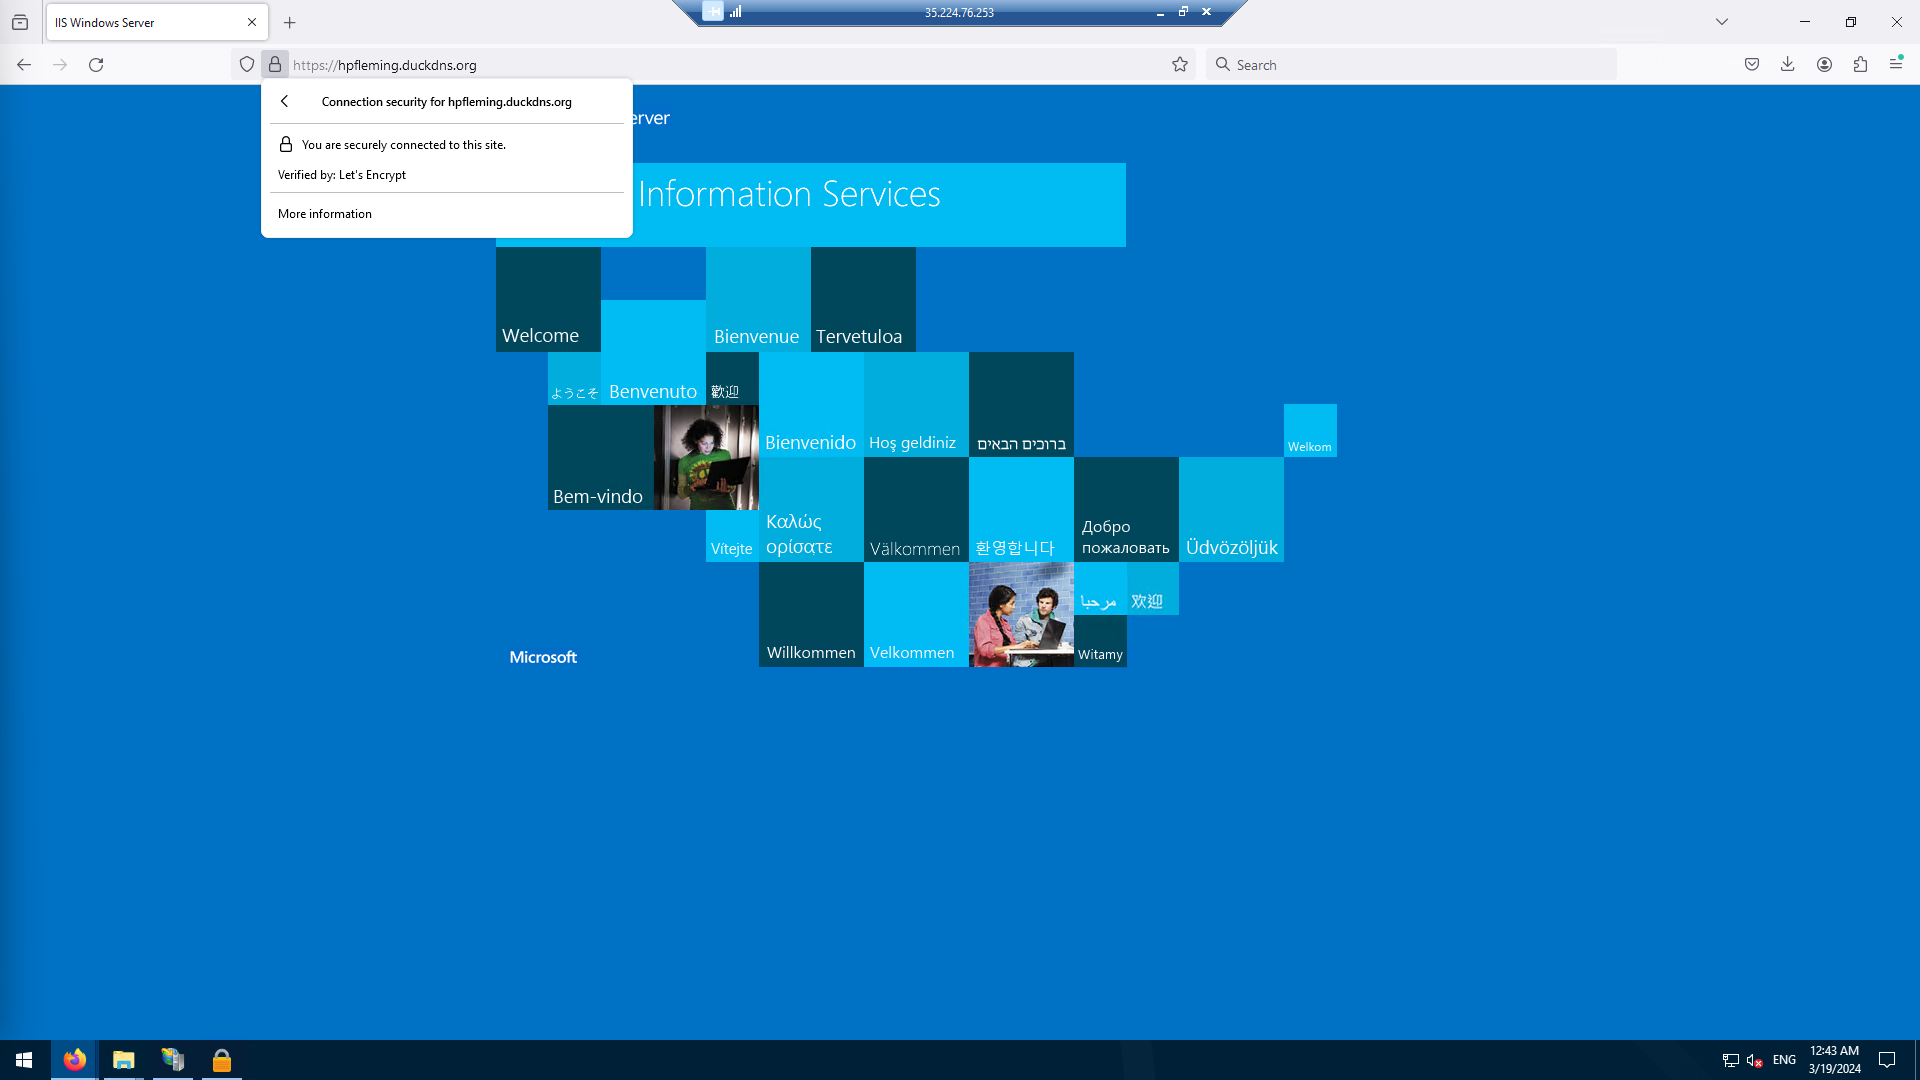 IIS Windows Server
35.224.76.253
https://hpfleming.duckdns.org
Search
Connection security for hpfleming.duckdns.org
You are securely connected to this site.
Verified by: Let's Encrypt
More information
erver
Information Services
Welcome
Bienvenue
Tervetuloa
ようこそ
Benvenuto
歡迎
Bienvenido
Hoş geldiniz
ברוכים הבאים
Welkom
Bem-vindo
Vítejte
Καλώς
ορίσατε
Välkommen
환영합니다
Добро
пожаловать
Üdvözöljük
مرحبا
欢迎
Microsoft
Willkommen
Velkommen
Witamy
ENG
12:43 AM
3/19/2024